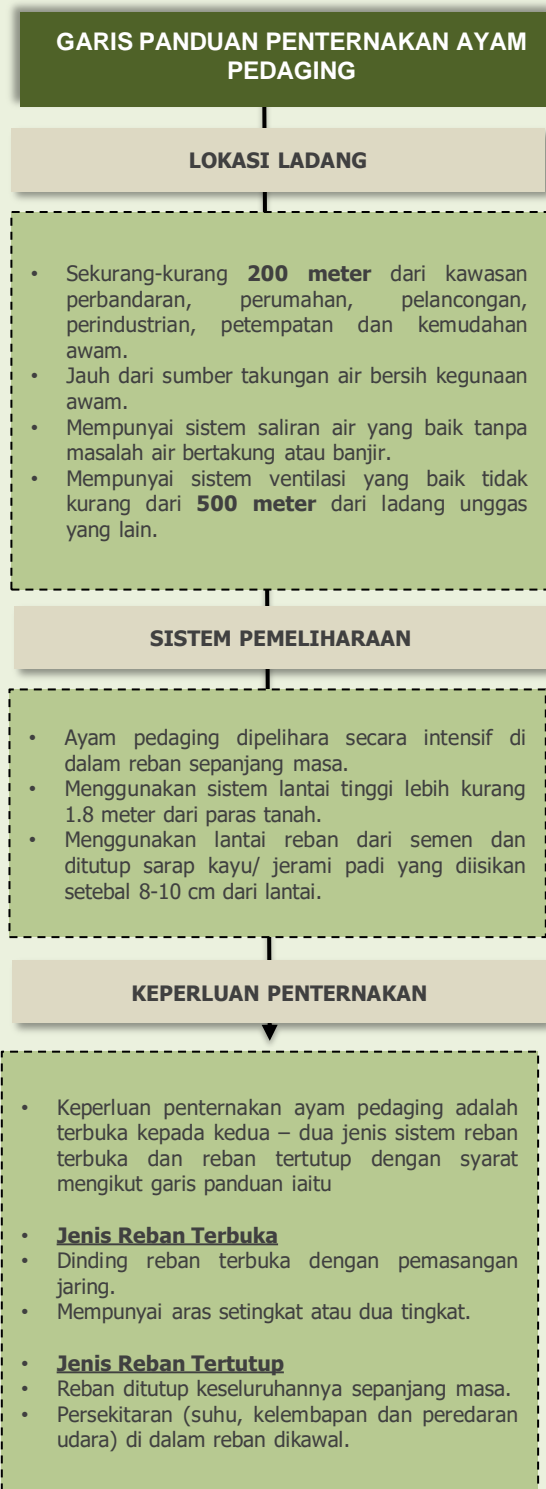 GARIS PANDUAN PENTERNAKAN AYAM
PEDAGING
LOKASI LADANG
• Sekurang-kurang 200 meter dari kawasan
perbandaran, perumahan, pelancongan,
perindustrian, petempatan dan kemudahan
awam.
• Jauh dari sumber takungan air bersih kegunaan
awam.
• Mempunyai sistem saliran air yang baik tanpa
masalah air bertakung atau banjir.
• Mempunyai sistem ventilasi yang baik tidak
kurang dari 500 meter dari ladang unggas
yang lain.
SISTEM PEMELIHARAAN
• Ayam pedaging dipelihara secara intensif di
dalam reban sepanjang masa.
• Menggunakan sistem lantai tinggi lebih kurang
1.8 meter dari paras tanah.
• Menggunakan lantai reban dari semen dan
ditutup sarap kayu/ jerami padi yang diisikan
setebal 8-10 cm dari lantai.
KEPERLUAN PENTERNAKAN
• Keperluan penternakan ayam pedaging adalah
terbuka kepada kedua – dua jenis sistem reban
terbuka dan reban tertutup dengan syarat
mengikut garis panduan iaitu
• Jenis Reban Terbuka
• Dinding reban terbuka dengan pemasangan
jaring.
• Mempunyai aras setingkat atau dua tingkat.
• Jenis Reban Tertutup
• Reban ditutup keseluruhannya sepanjang masa.
• Persekitaran (suhu, kelembapan dan peredaran
udara) di dalam reban dikawal.